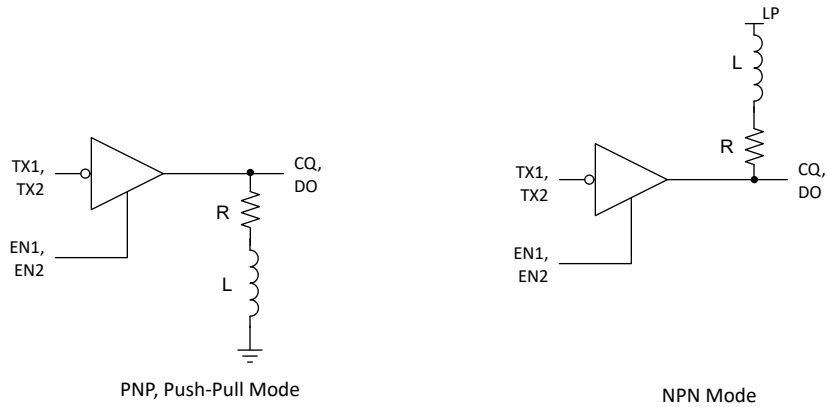 TX1,
TX2
EN1,
EN2
R
L
CQ,
DO
PNP, Push-Pull Mode
LP
L
R
TX1,
TX2
EN1,
EN2
CQ,
DO
NPN Mode